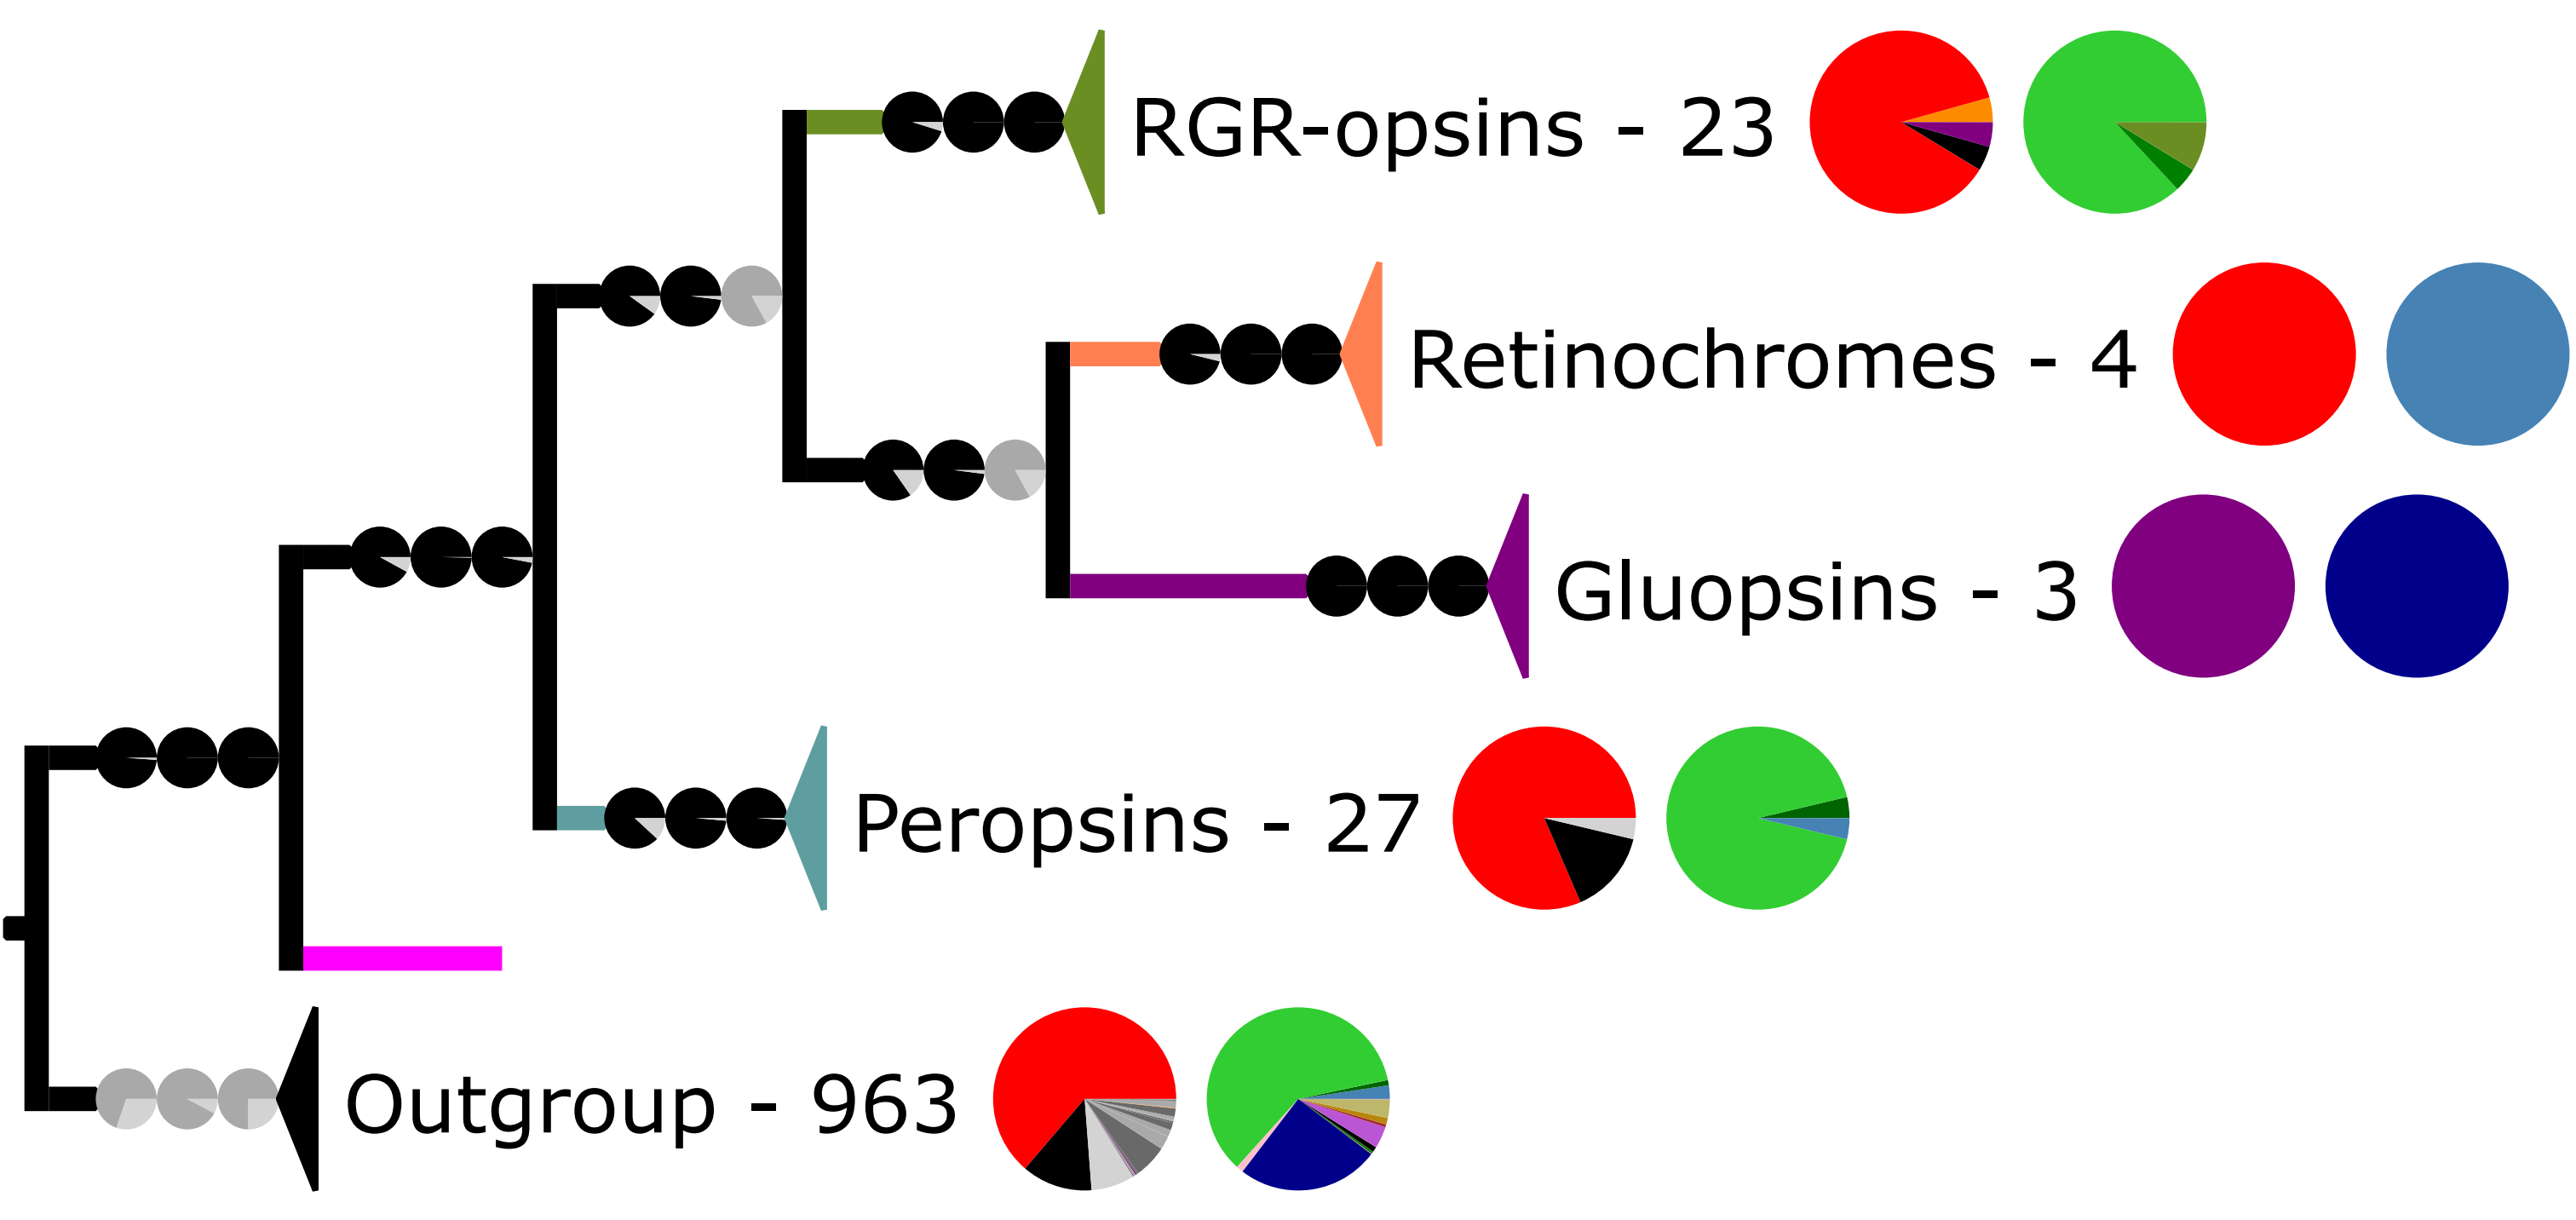 RGR-opsins - 23
Retinochromes - 4
Gluopsins - 3
Peropsins - 27
Outgroup - 963